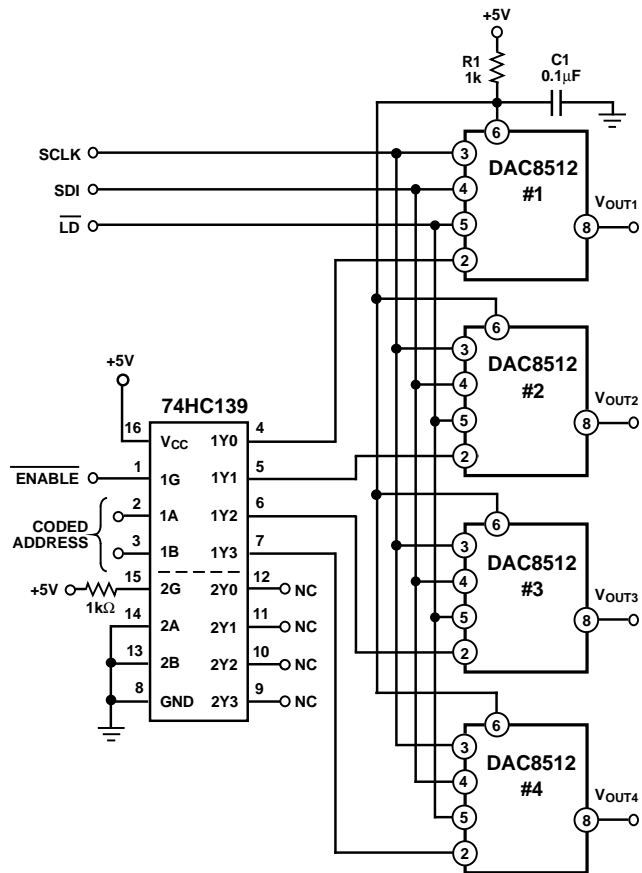 +5V
R1
1k
C1
0.1μF
6
SCLK
3
DAC8512
#1
SDI
4
VOUT1
LD
5
8
2
6
3
DAC8512
#2
4
VOUT2
5
8
2
+5V
74HC139
16
VCC
1Y0
4
ENABLE
1
1G
1Y1
5
CODED
ADDRESS
2
1A
1Y2
6
3
1B
1Y3
7
+5V
1kΩ
15
2G
2Y0
12
NC
14
2A
2Y1
11
NC
13
2B
2Y2
10
NC
8
GND
2Y3
9
NC
6
3
DAC8512
#3
4
VOUT3
5
8
2
6
3
DAC8512
#4
4
VOUT4
5
8
2